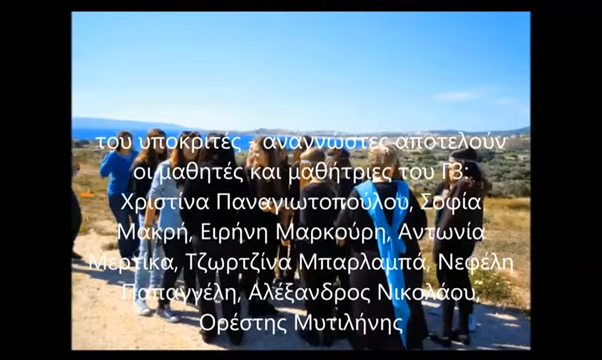 του υποκριτές - αναγνώστες αποτελούν
οι μαθητές και μαθήτριες του Γ3:
Χριστίνα Παναγιωτοπούλου, Σοφία
Μακρή, Ειρήνη Μαρκούρη, Αντωνία
Μερτίκα, Τζωρτζίνα Μπαρλαμπά, Νεφέλη
Παπαγγέλη, Αλέξανδρος Νικολάου,
Ορέστης Μυτιλήνης